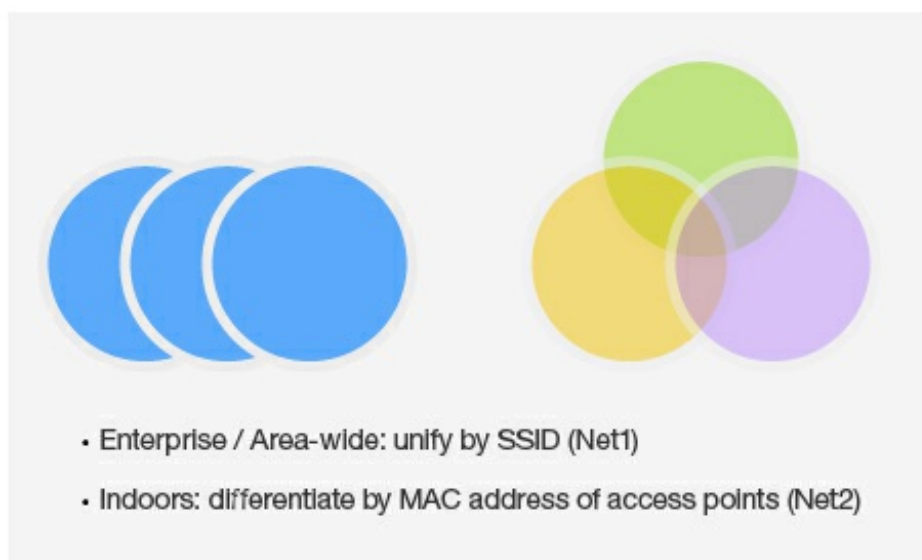 • Enterprise / Area-wide: unify by SSID (Net1)
• Indoors: differentiate by MAC address of access points (Net2)